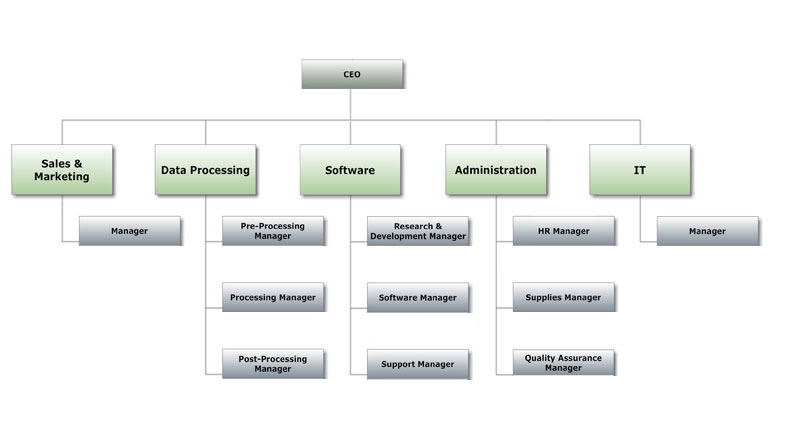 CEO
Sales &
Marketing
Data Processing
Software
Administration
IT
Manager
Pre-Processing
Manager
Research &
Development Manager
HR Manager
Manager
Processing Manager
Software Manager
Supplies Manager
Post-Processing
Manager
Support Manager
Quality Assurance
Manager